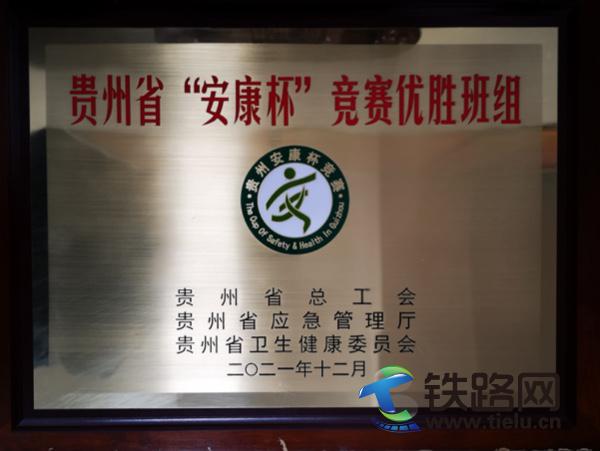 贵州省“安康杯”竞赛优胜班组
贵州安康杯竞赛
The Cup Of Safety & Health In Guizhou
贵州省总工会
贵州省应急管理厅
贵州省卫生健康委员会
二〇二一年十二月
铁路网
www.tielu.cn